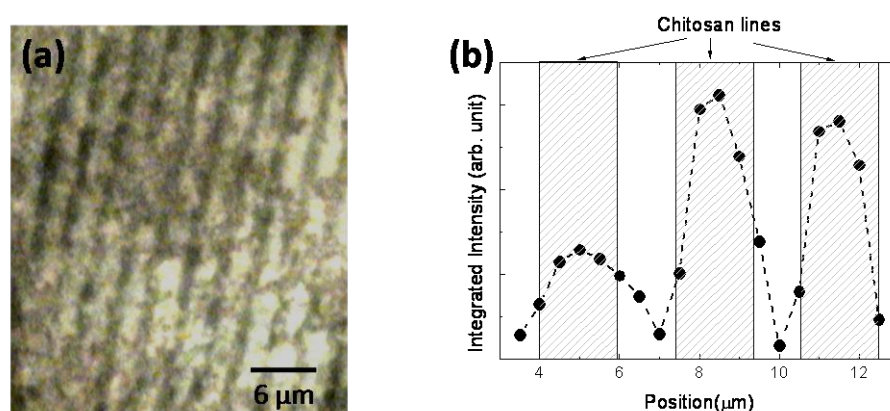 (a)
6 μm
(b)
Chitosan lines
Integrated Intensity (arb. unit)
4 6 8 10 12
Position(μm)